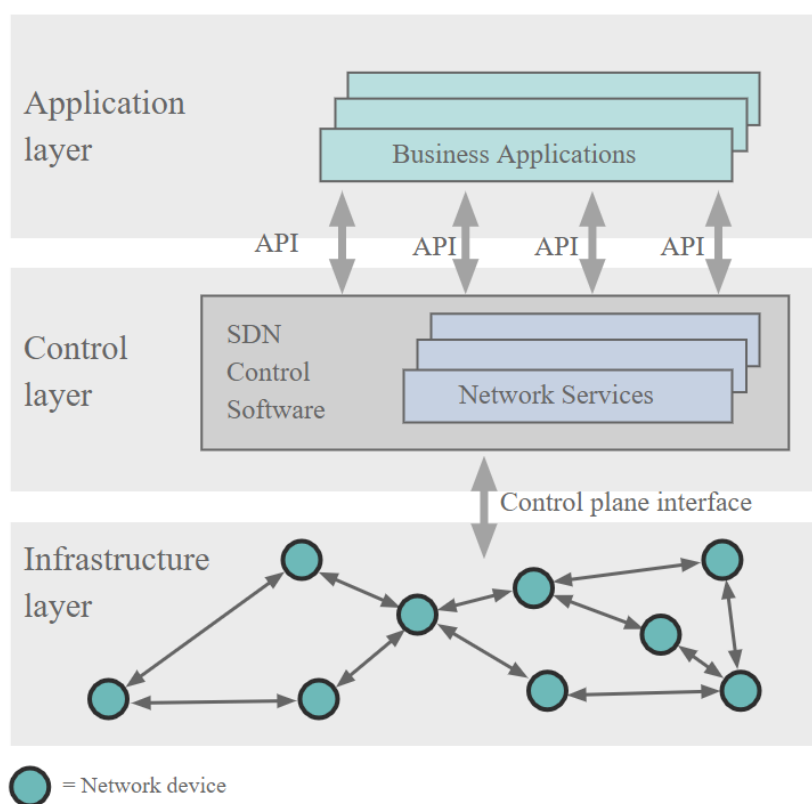 Application
layer
Business Applications
API
API
API
API
Control
layer
SDN
Control
Software
Network Services
Control plane interface
Infrastructure
layer
= Network device